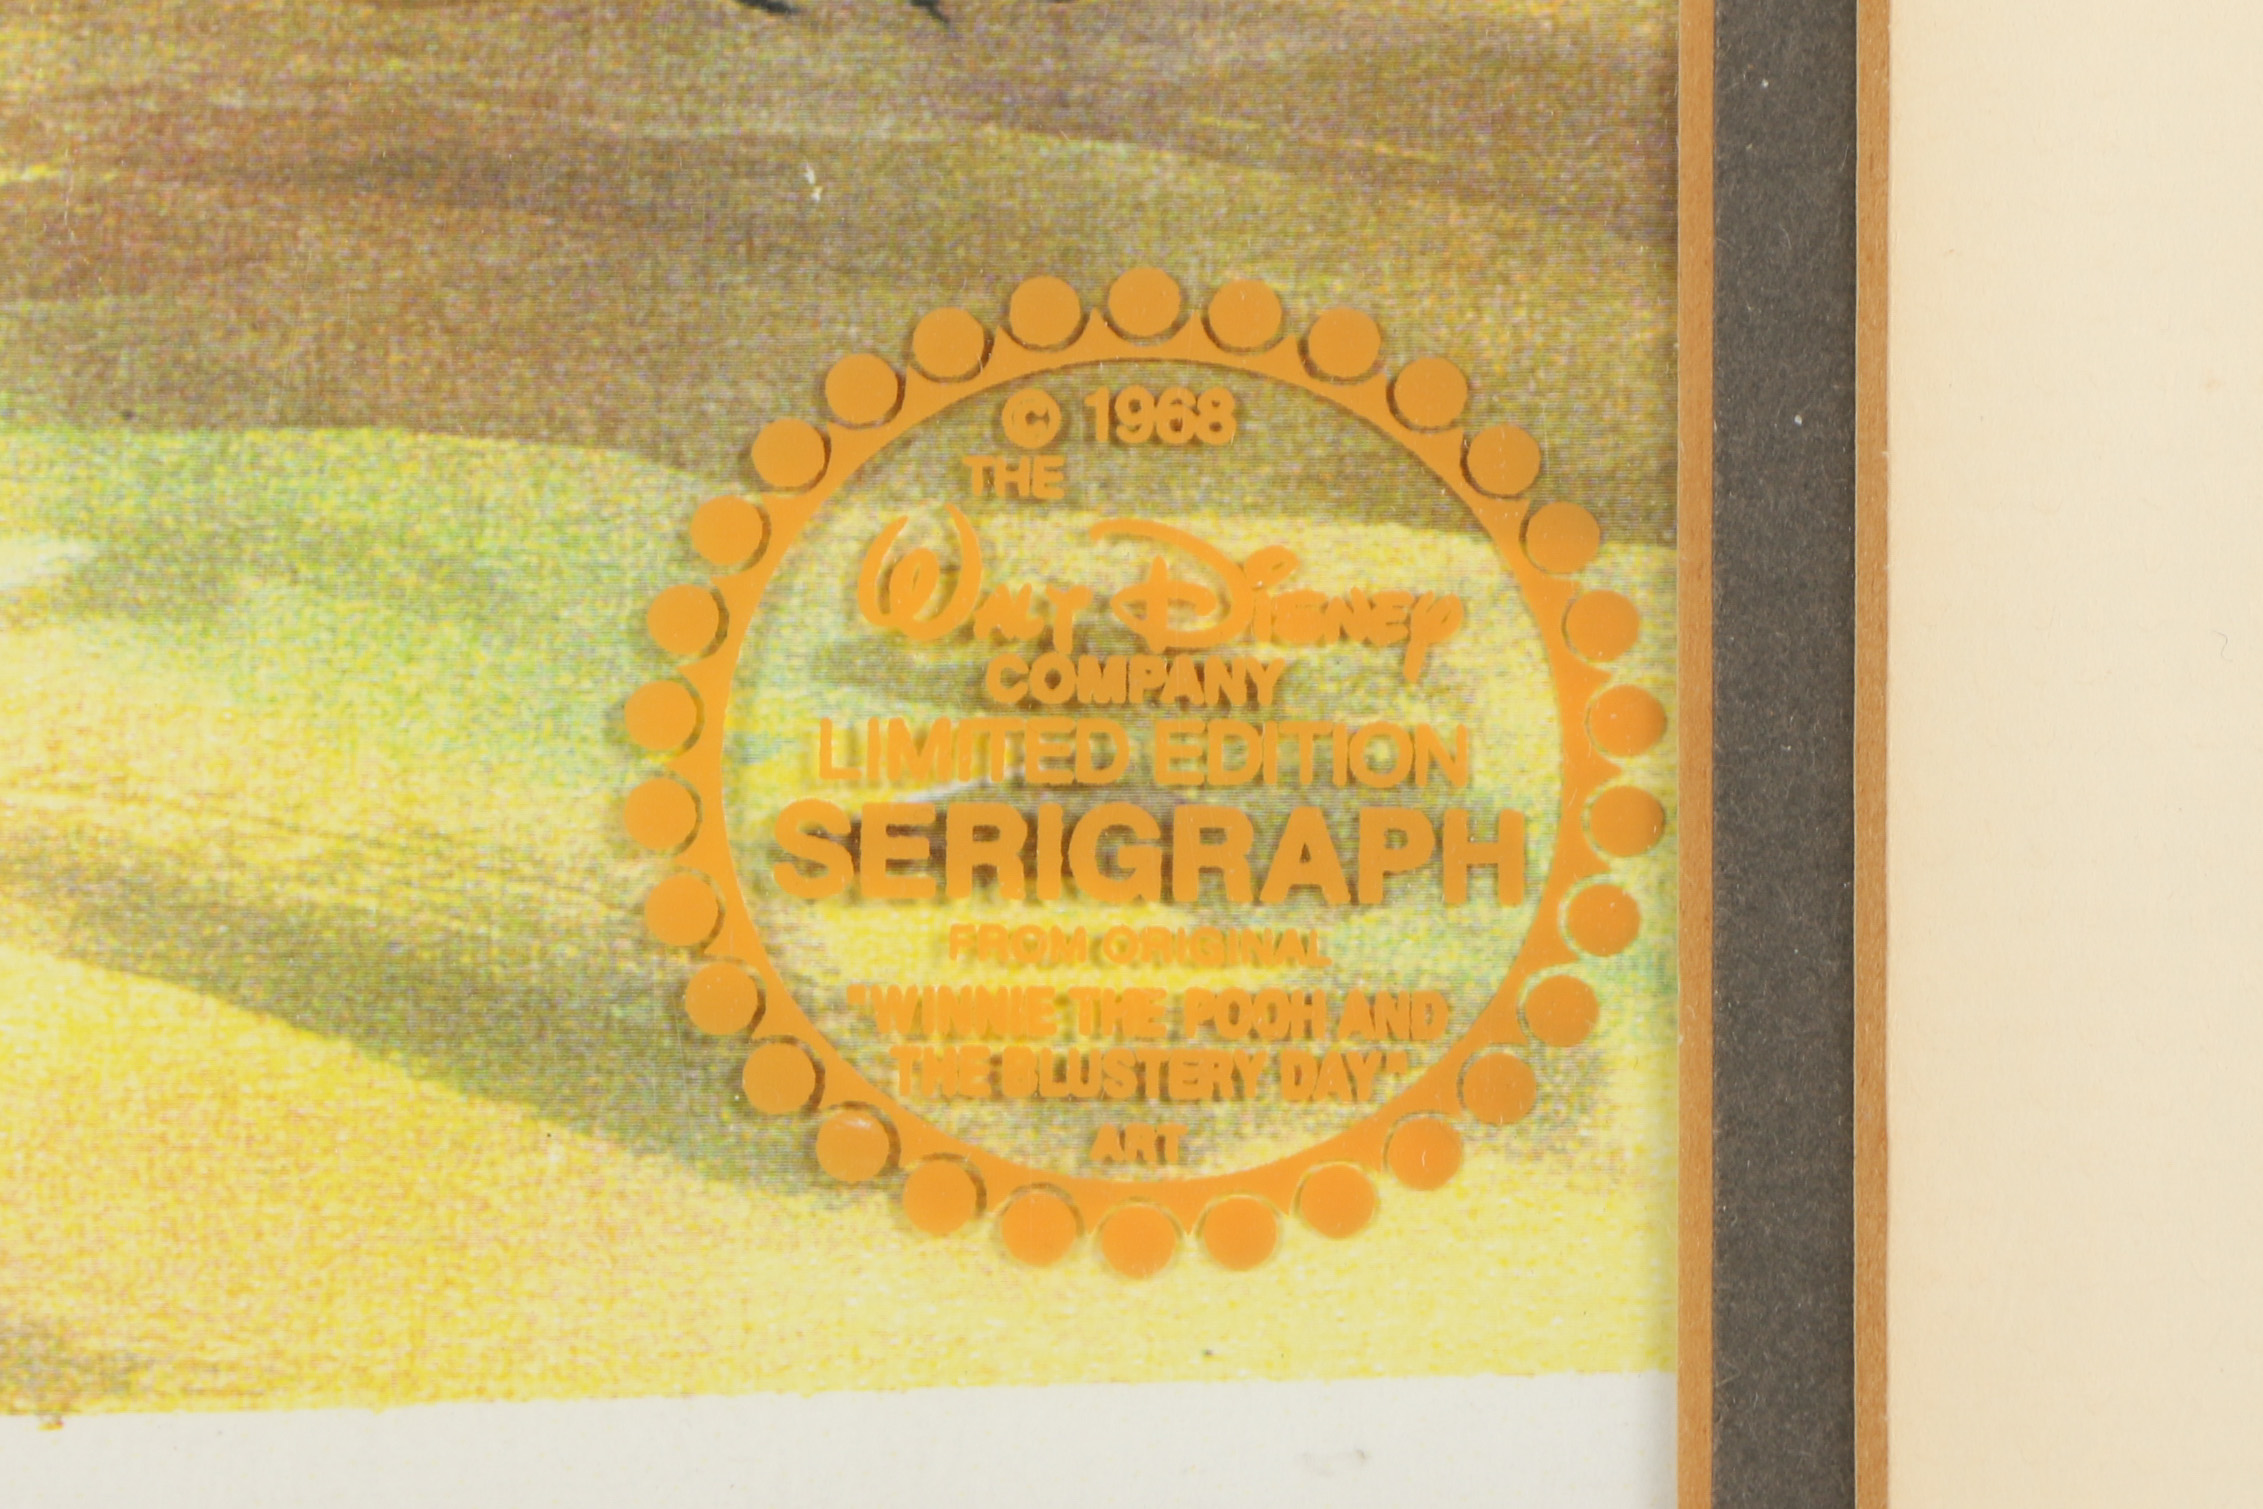 © 1968
THE
WALT DISNEY
COMPANY
LIMITED EDITION
SERIGRAPH
FROM ORIGINAL
"WINNIE THE POOH AND
THE BLUSTERY DAY"
ART